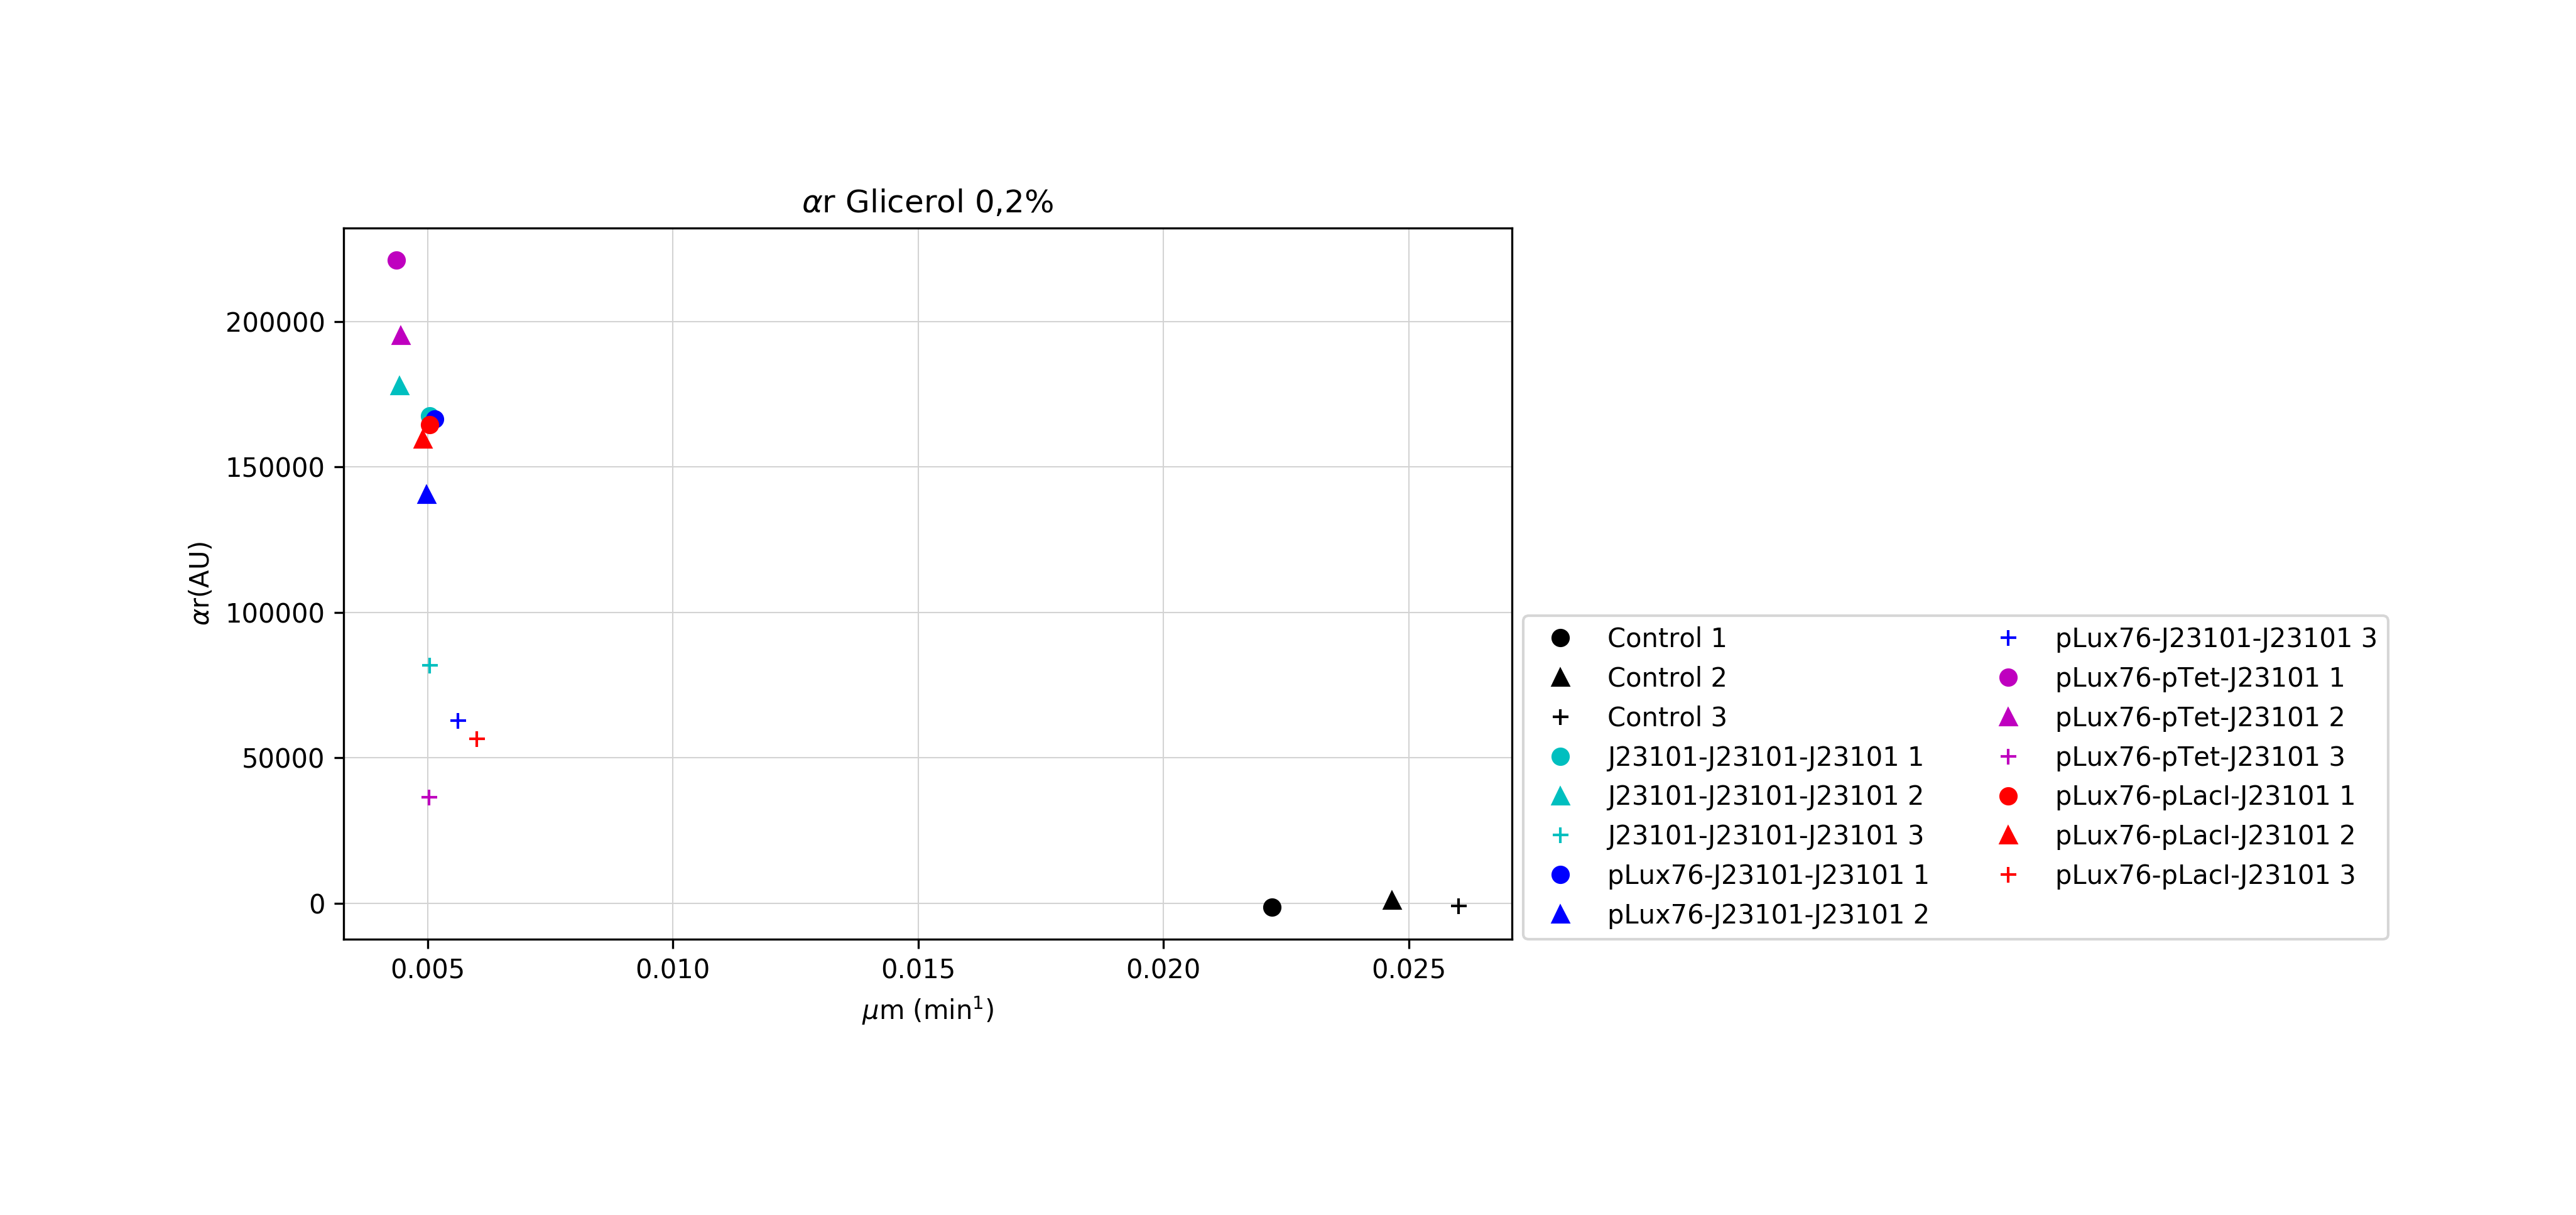 αr Glicerol 0,2%
αr(AU)
200000
150000
100000
50000
0
0.005 0.010 0.015 0.020 0.025
μm (min¹)
Control 1
Control 2
Control 3
J23101-J23101-J23101 1
J23101-J23101-J23101 2
J23101-J23101-J23101 3
pLux76-J23101-J23101 1
pLux76-J23101-J23101 2
pLux76-J23101-J23101 3
pLux76-pTet-J23101 1
pLux76-pTet-J23101 2
pLux76-pTet-J23101 3
pLux76-pLacI-J23101 1
pLux76-pLacI-J23101 2
pLux76-pLacI-J23101 3